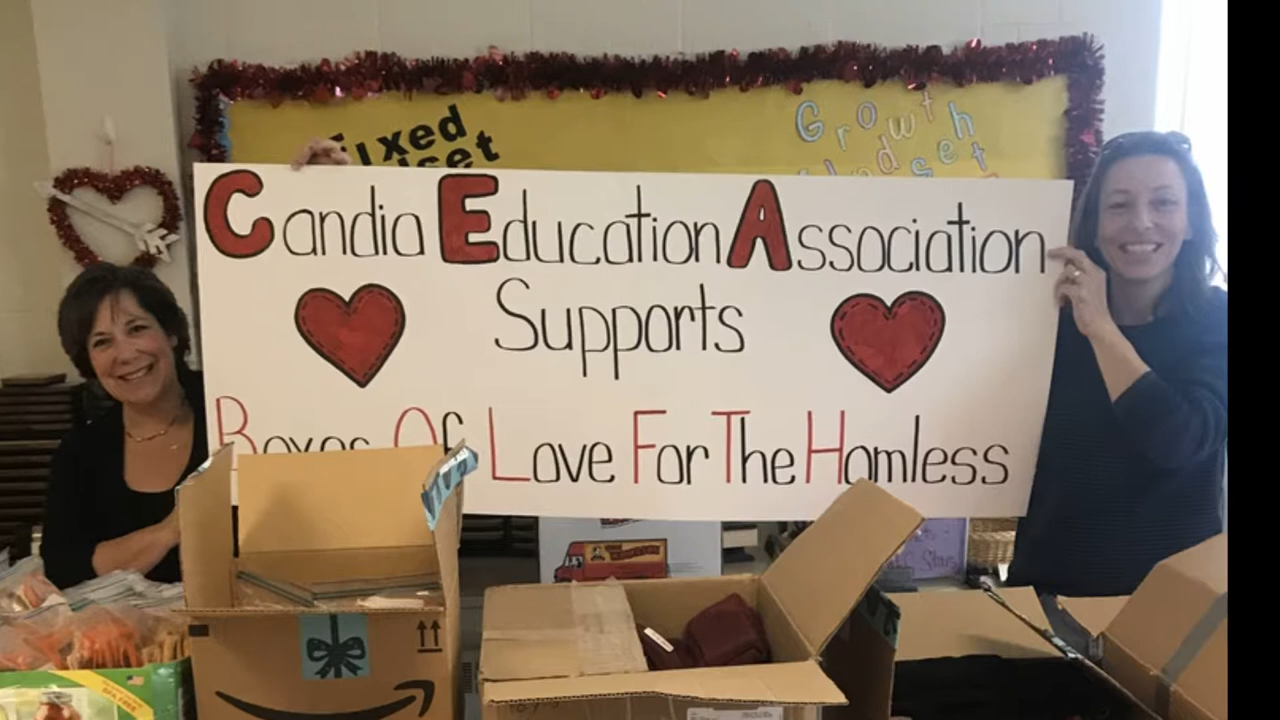 Fixed
Growth
Candia Education Association
Supports
Boxes Of Love For The Homless